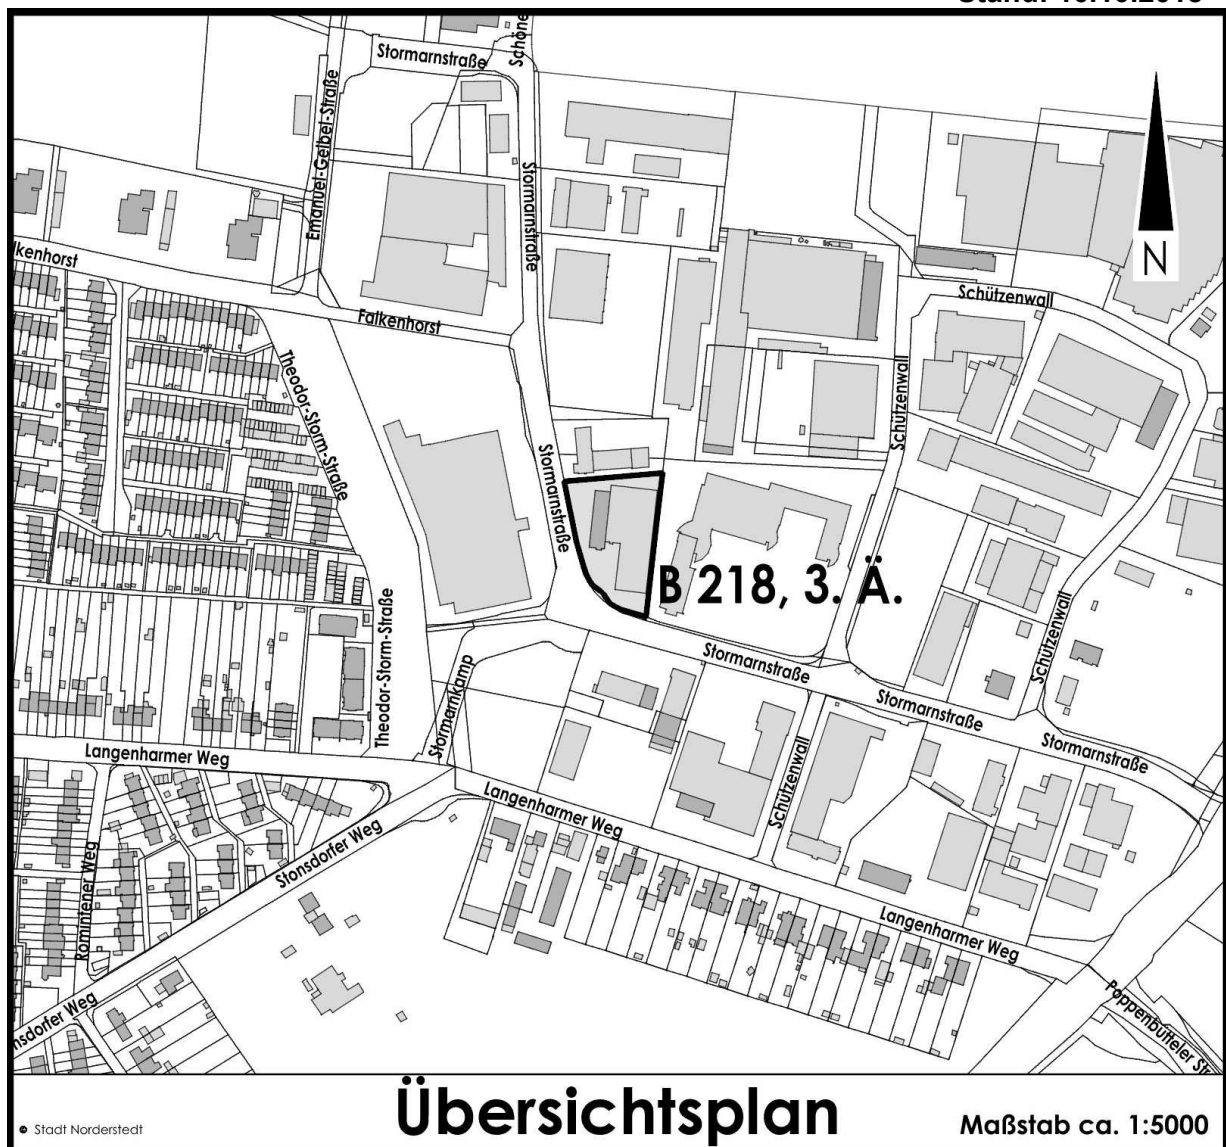 Stormarnstraße
Emanuel-Geibel-Straße
Stormarnstraße
Falkenhorst
Theodor-Storm-Straße
Schützenwall
Schützenwall
Stormarnstraße
B 218, 3. Ä.
Theodor-Storm-Straße
Stormarnkamp
Stormarnstraße
Stormarnstraße
Stormarnstraße
Schützenwall
Schützenwall
Langenharmer Weg
Langenharmer Weg
Langenharmer Weg
Stonsdorfer Weg
Romintener Weg
nsdorfer Weg
lkenhorst
Schöne
Poppenbütteler Str
N
Übersichtsplan
© Stadt Norderstedt
Maßstab ca. 1:5000